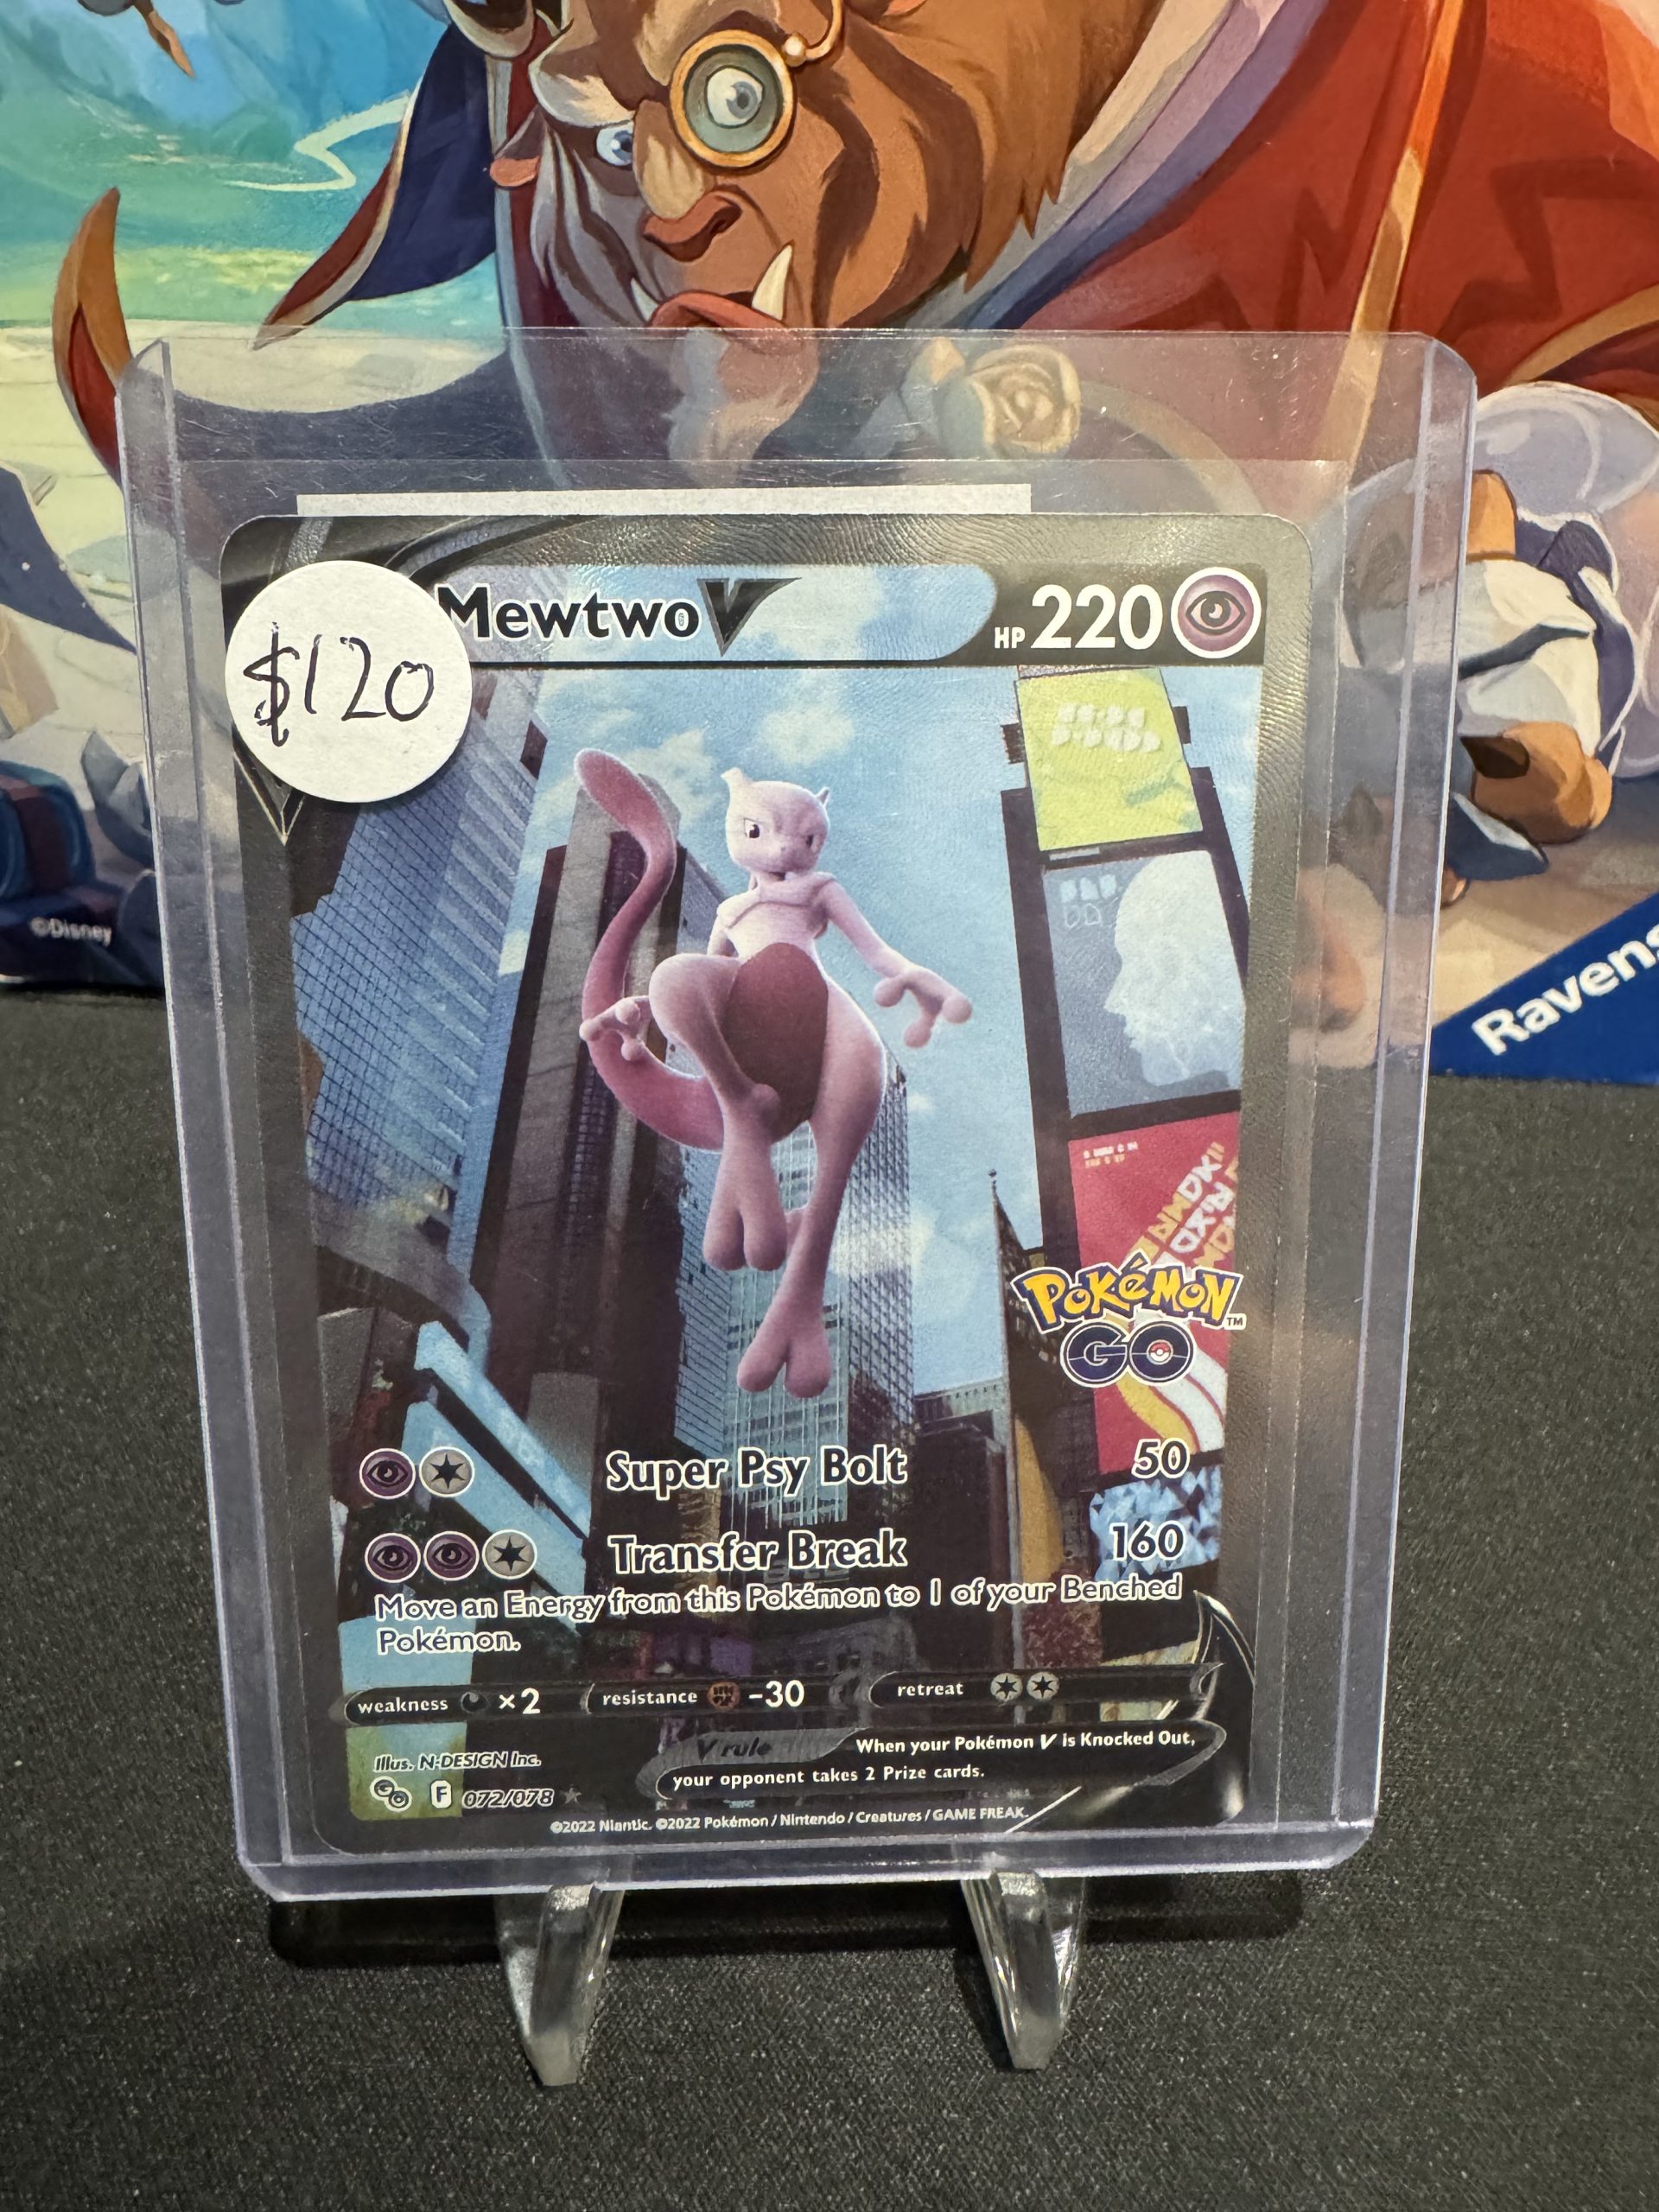 ©Disney
Ravens
$120
Mewtwo V
HP 220
POKéMON™
GO
Super Psy Bolt 50
Transfer Break 160
Move an Energy from this Pokémon to 1 of your Benched
Pokémon.
weakness ×2 resistance -30 retreat
V rule When your Pokémon V is Knocked Out,
your opponent takes 2 Prize cards.
Illus. N-DESIGN Inc.
GO F 072/078
©2022 Niantic. ©2022 Pokémon / Nintendo / Creatures / GAME FREAK.